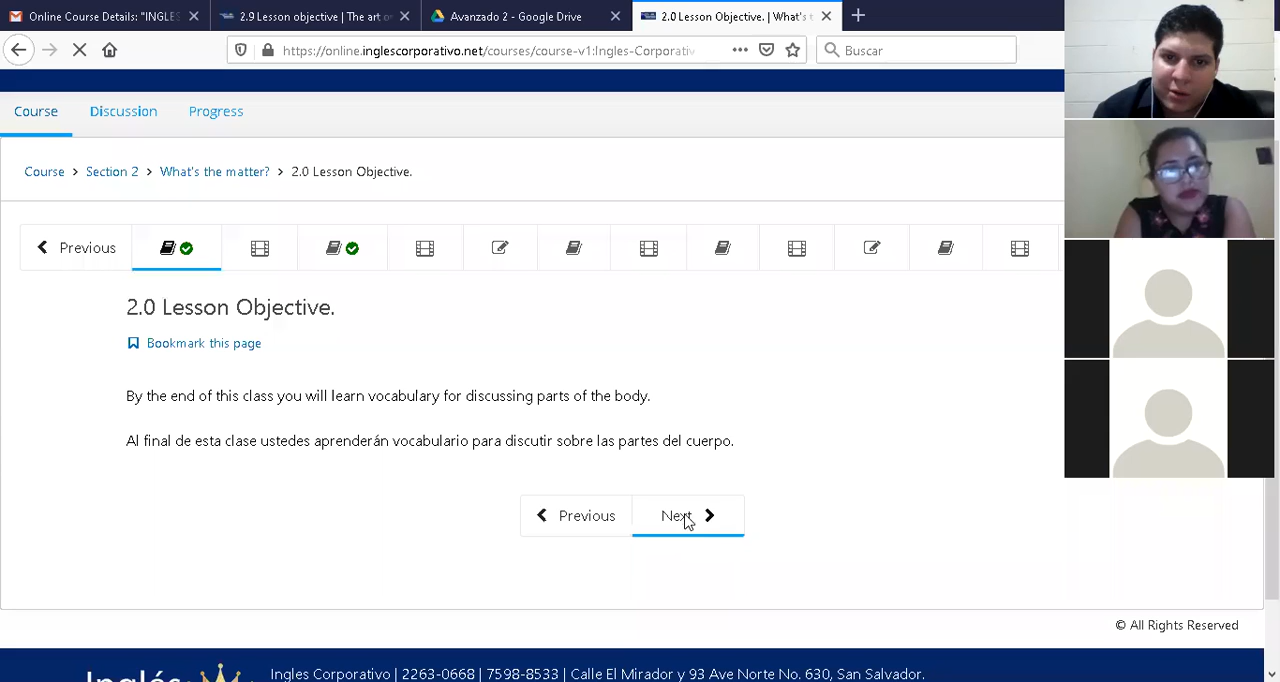 Online Course Details: "INGLES
2.9 Lesson objective | The art o
Avanzado 2 - Google Drive
2.0 Lesson Objective. | What's t
https://online.inglescorporativo.net/courses/course-v1:Ingles-Corporativ
Buscar
Course
Discussion
Progress
Course > Section 2 > What's the matter? > 2.0 Lesson Objective.
Previous
2.0 Lesson Objective.
Bookmark this page
By the end of this class you will learn vocabulary for discussing parts of the body.
Al final de esta clase ustedes aprenderán vocabulario para discutir sobre las partes del cuerpo.
Previous
Next
© All Rights Reserved
Inglés
Ingles Corporativo | 2263-0668 | 7598-8533 | Calle El Mirador y 93 Ave Norte No. 630, San Salvador.